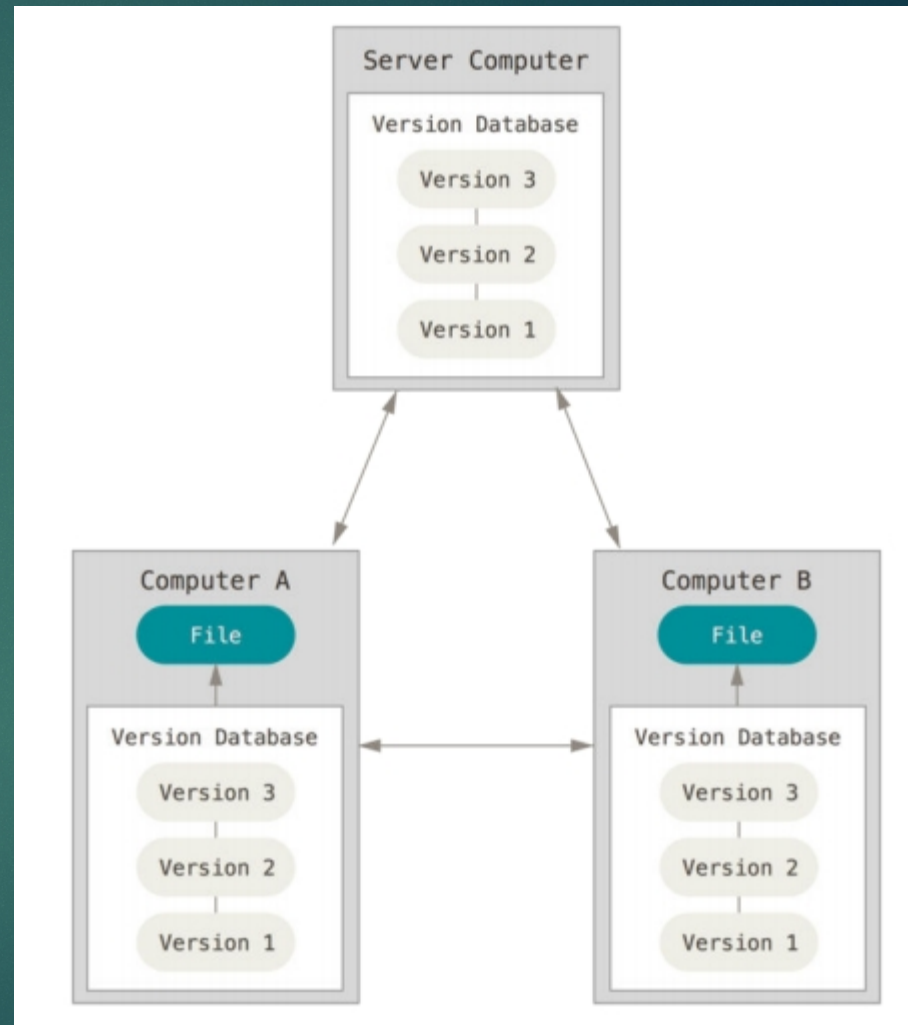 Server Computer
Version Database
Version 3
Version 2
Version 1
Computer A
File
Version Database
Version 3
Version 2
Version 1
Computer B
File
Version Database
Version 3
Version 2
Version 1